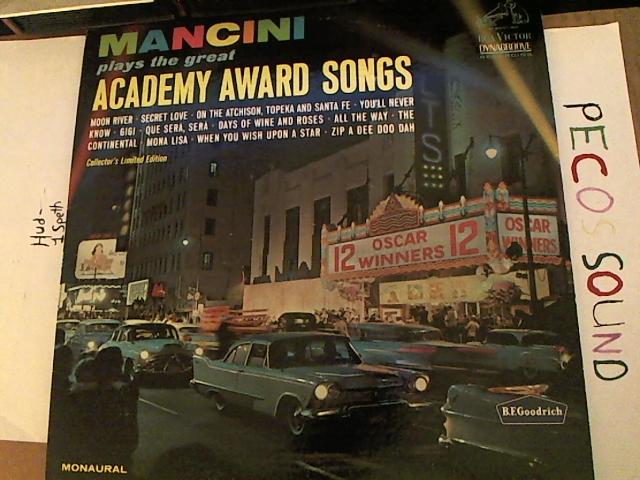 MANCINI
plays the great
ACADEMY AWARD SONGS
MOON RIVER · SECRET LOVE · ON THE ATCHISON, TOPEKA AND SANTA FE · YOU'LL NEVER
KNOW · GIGI · QUE SERA, SERA · DAYS OF WINE AND ROSES · ALL THE WAY · THE
CONTINENTAL · MONA LISA · WHEN YOU WISH UPON A STAR · ZIP A DEE DOO DAH
Collector's Limited Edition
RCA VICTOR
DYNAGROOVE
LTS
12 OSCAR WINNERS 12
OSCAR
WINNERS
B.F.Goodrich
MONAURAL
Hud-
1 Speth
PECOS SOUND